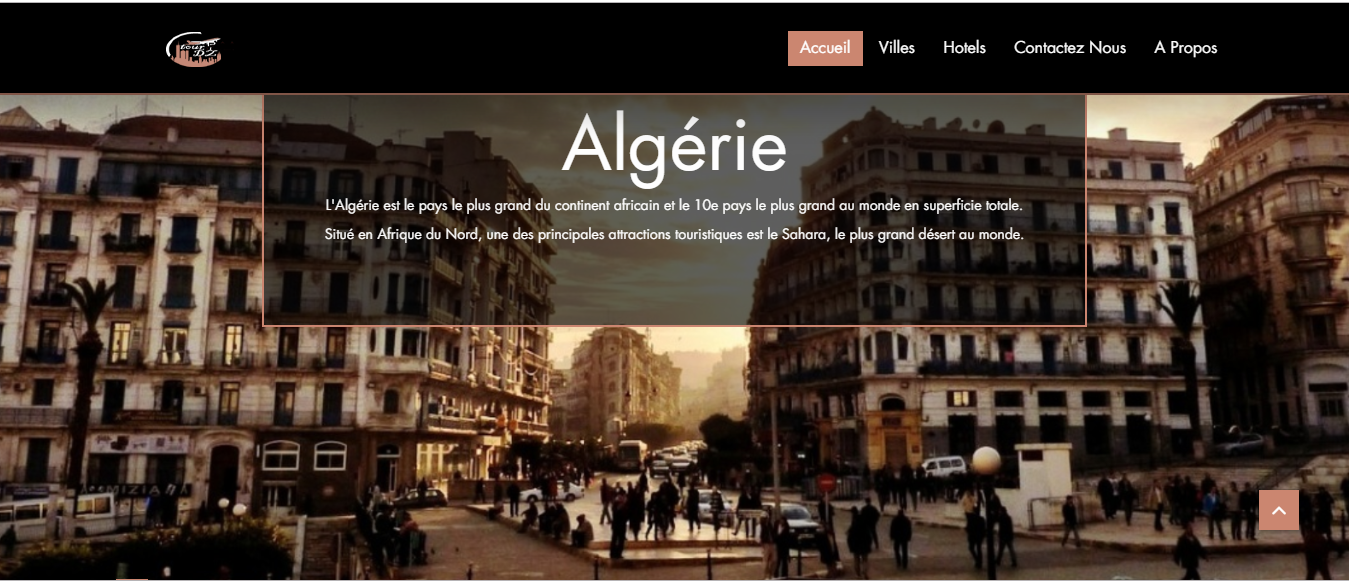 tour DZ
Accueil
Villes
Hotels
Contactez Nous
A Propos
Algérie
L'Algérie est le pays le plus grand du continent africain et le 10e pays le plus grand au monde en superficie totale.
Situé en Afrique du Nord, une des principales attractions touristiques est le Sahara, le plus grand désert au monde.